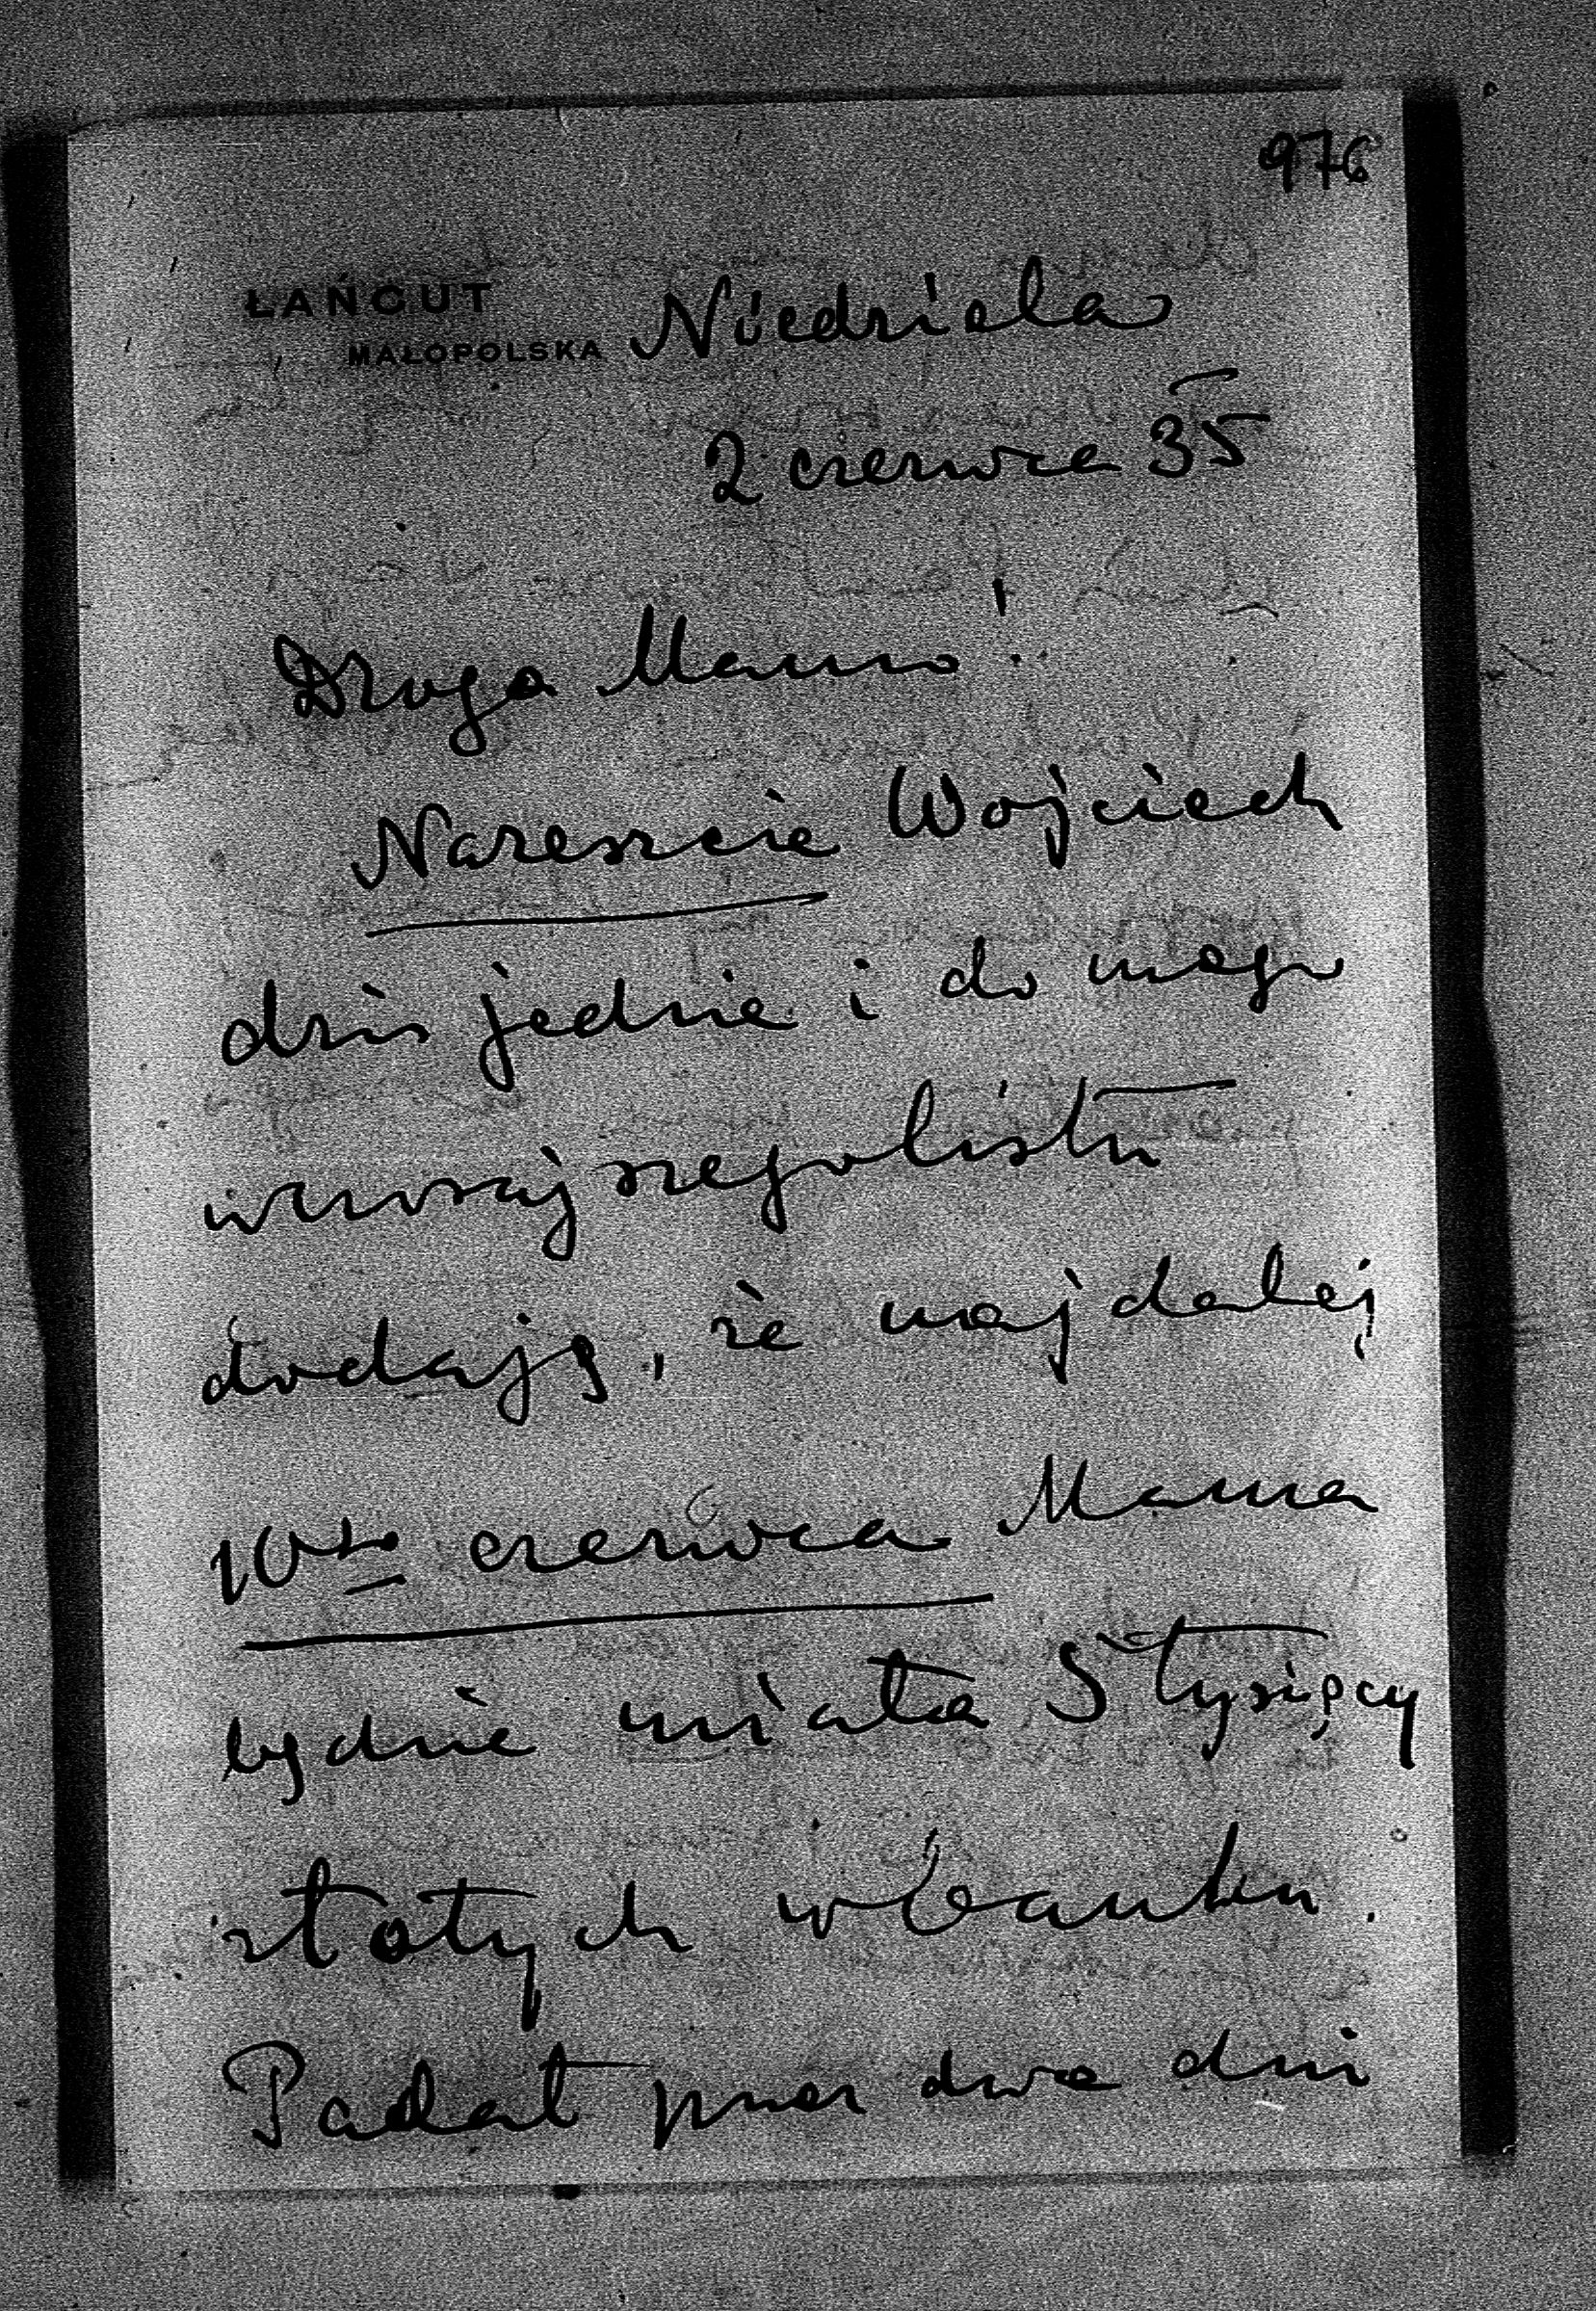 976
ŁAŃCUT
MAŁOPOLSKA Niedziela
2 czerwca 35
Droga Mamo!
Nareszcie Wojciech
dziś jedzie i do mego
wczorajszego listu
dodaję, że najdalej
10go czerwca Mama
będzie miała 5 tysięcy
złotych w banku.
Padał przez dwa dni